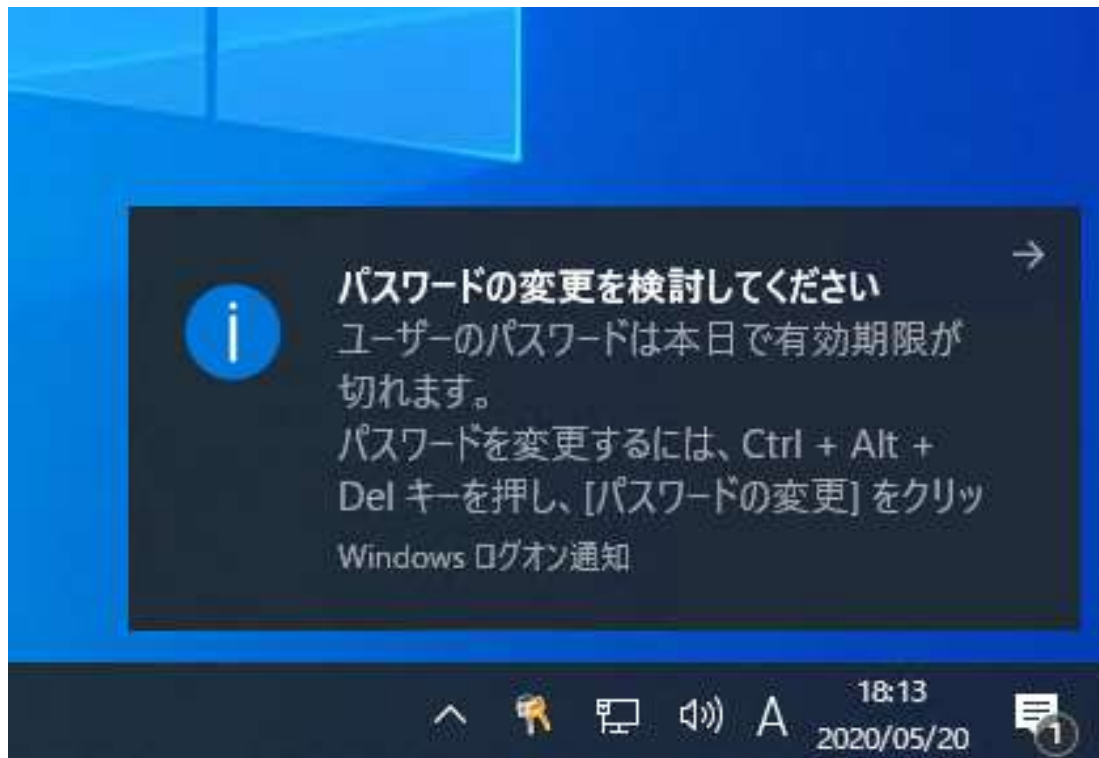 パスワードの変更を検討してください
ユーザーのパスワードは本日で有効期限が
切れます。
パスワードを変更するには、Ctrl + Alt +
Del キーを押し、[パスワードの変更] をクリッ
Windows ログオン通知
A
18:13
2020/05/20
1